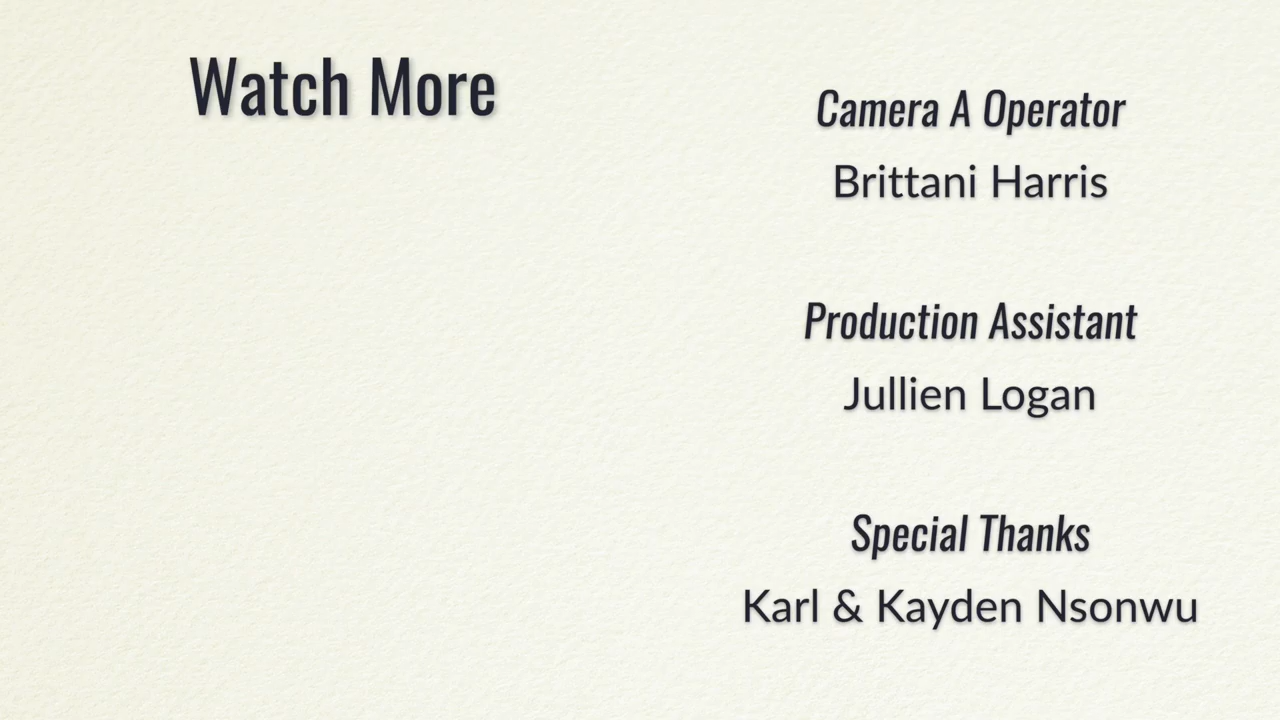 Watch More
Camera A Operator
Brittani Harris
Production Assistant
Jullien Logan
Special Thanks
Karl & Kayden Nsonwu